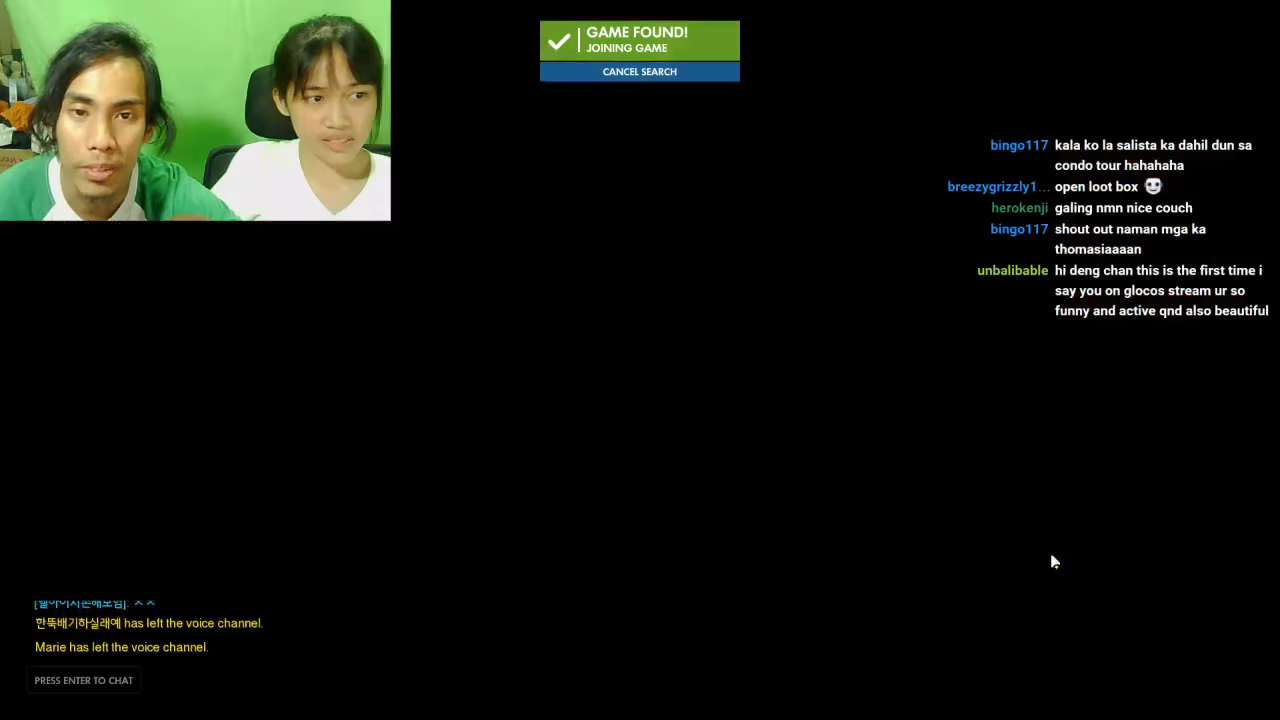 GAME FOUND!
JOINING GAME
CANCEL SEARCH
bingo117 kala ko la salista ka dahil dun sa
condo tour hahahaha
breezygrizzly1... open loot box
herokenji galing nmn nice couch
bingo117 shout out naman mga ka
thomasiaaaan
unbalibable hi deng chan this is the first time i
say you on glocos stream ur so
funny and active qnd also beautiful
ㅈㅈ
한뚝배기하실래예 has left the voice channel.
Marie has left the voice channel.
PRESS ENTER TO CHAT